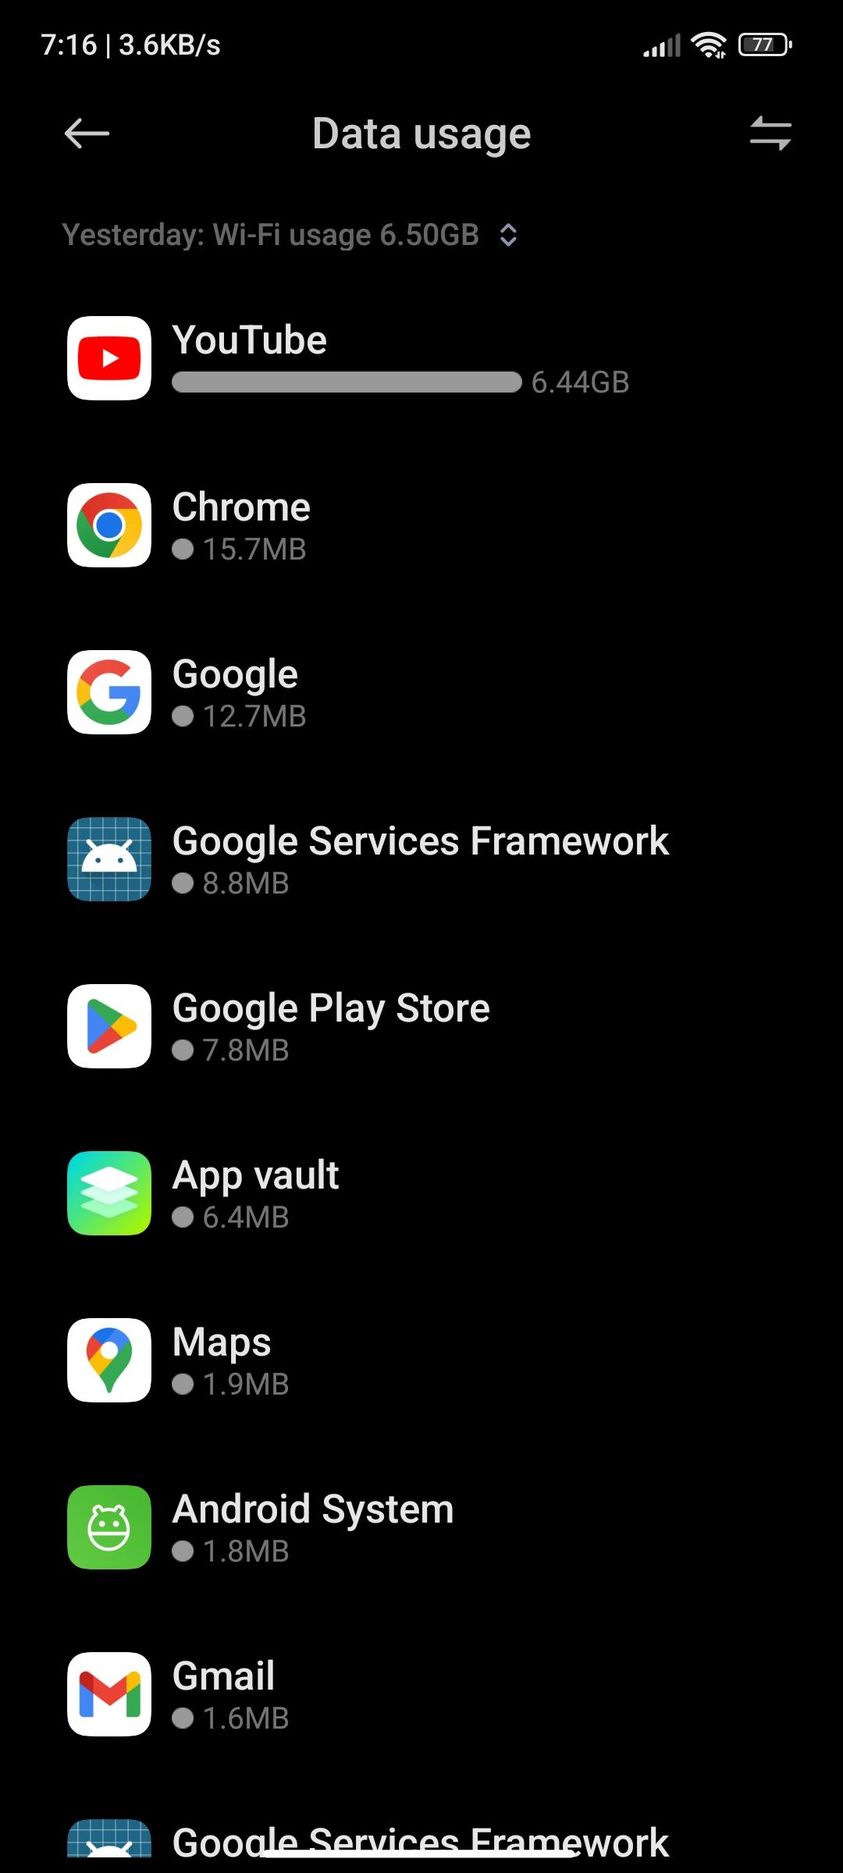 7:16 | 3.6KB/s 77
Data usage
Yesterday: Wi-Fi usage 6.50GB
YouTube
6.44GB
Chrome
15.7MB
Google
12.7MB
Google Services Framework
8.8MB
Google Play Store
7.8MB
App vault
6.4MB
Maps
1.9MB
Android System
1.8MB
Gmail
1.6MB
Google Services Framework